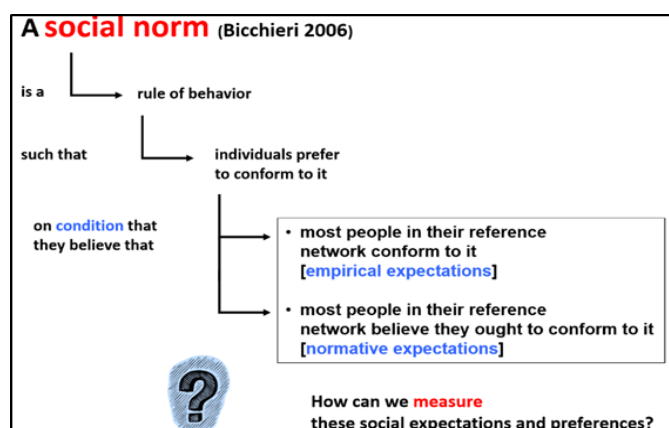 A social norm (Bicchieri 2006)
is a
rule of behavior
such that
individuals prefer
to conform to it
on condition that
they believe that
• most people in their reference
network conform to it
[empirical expectations]
• most people in their reference
network believe they ought to conform to it
[normative expectations]
?
How can we measure
these social expectations and preferences?